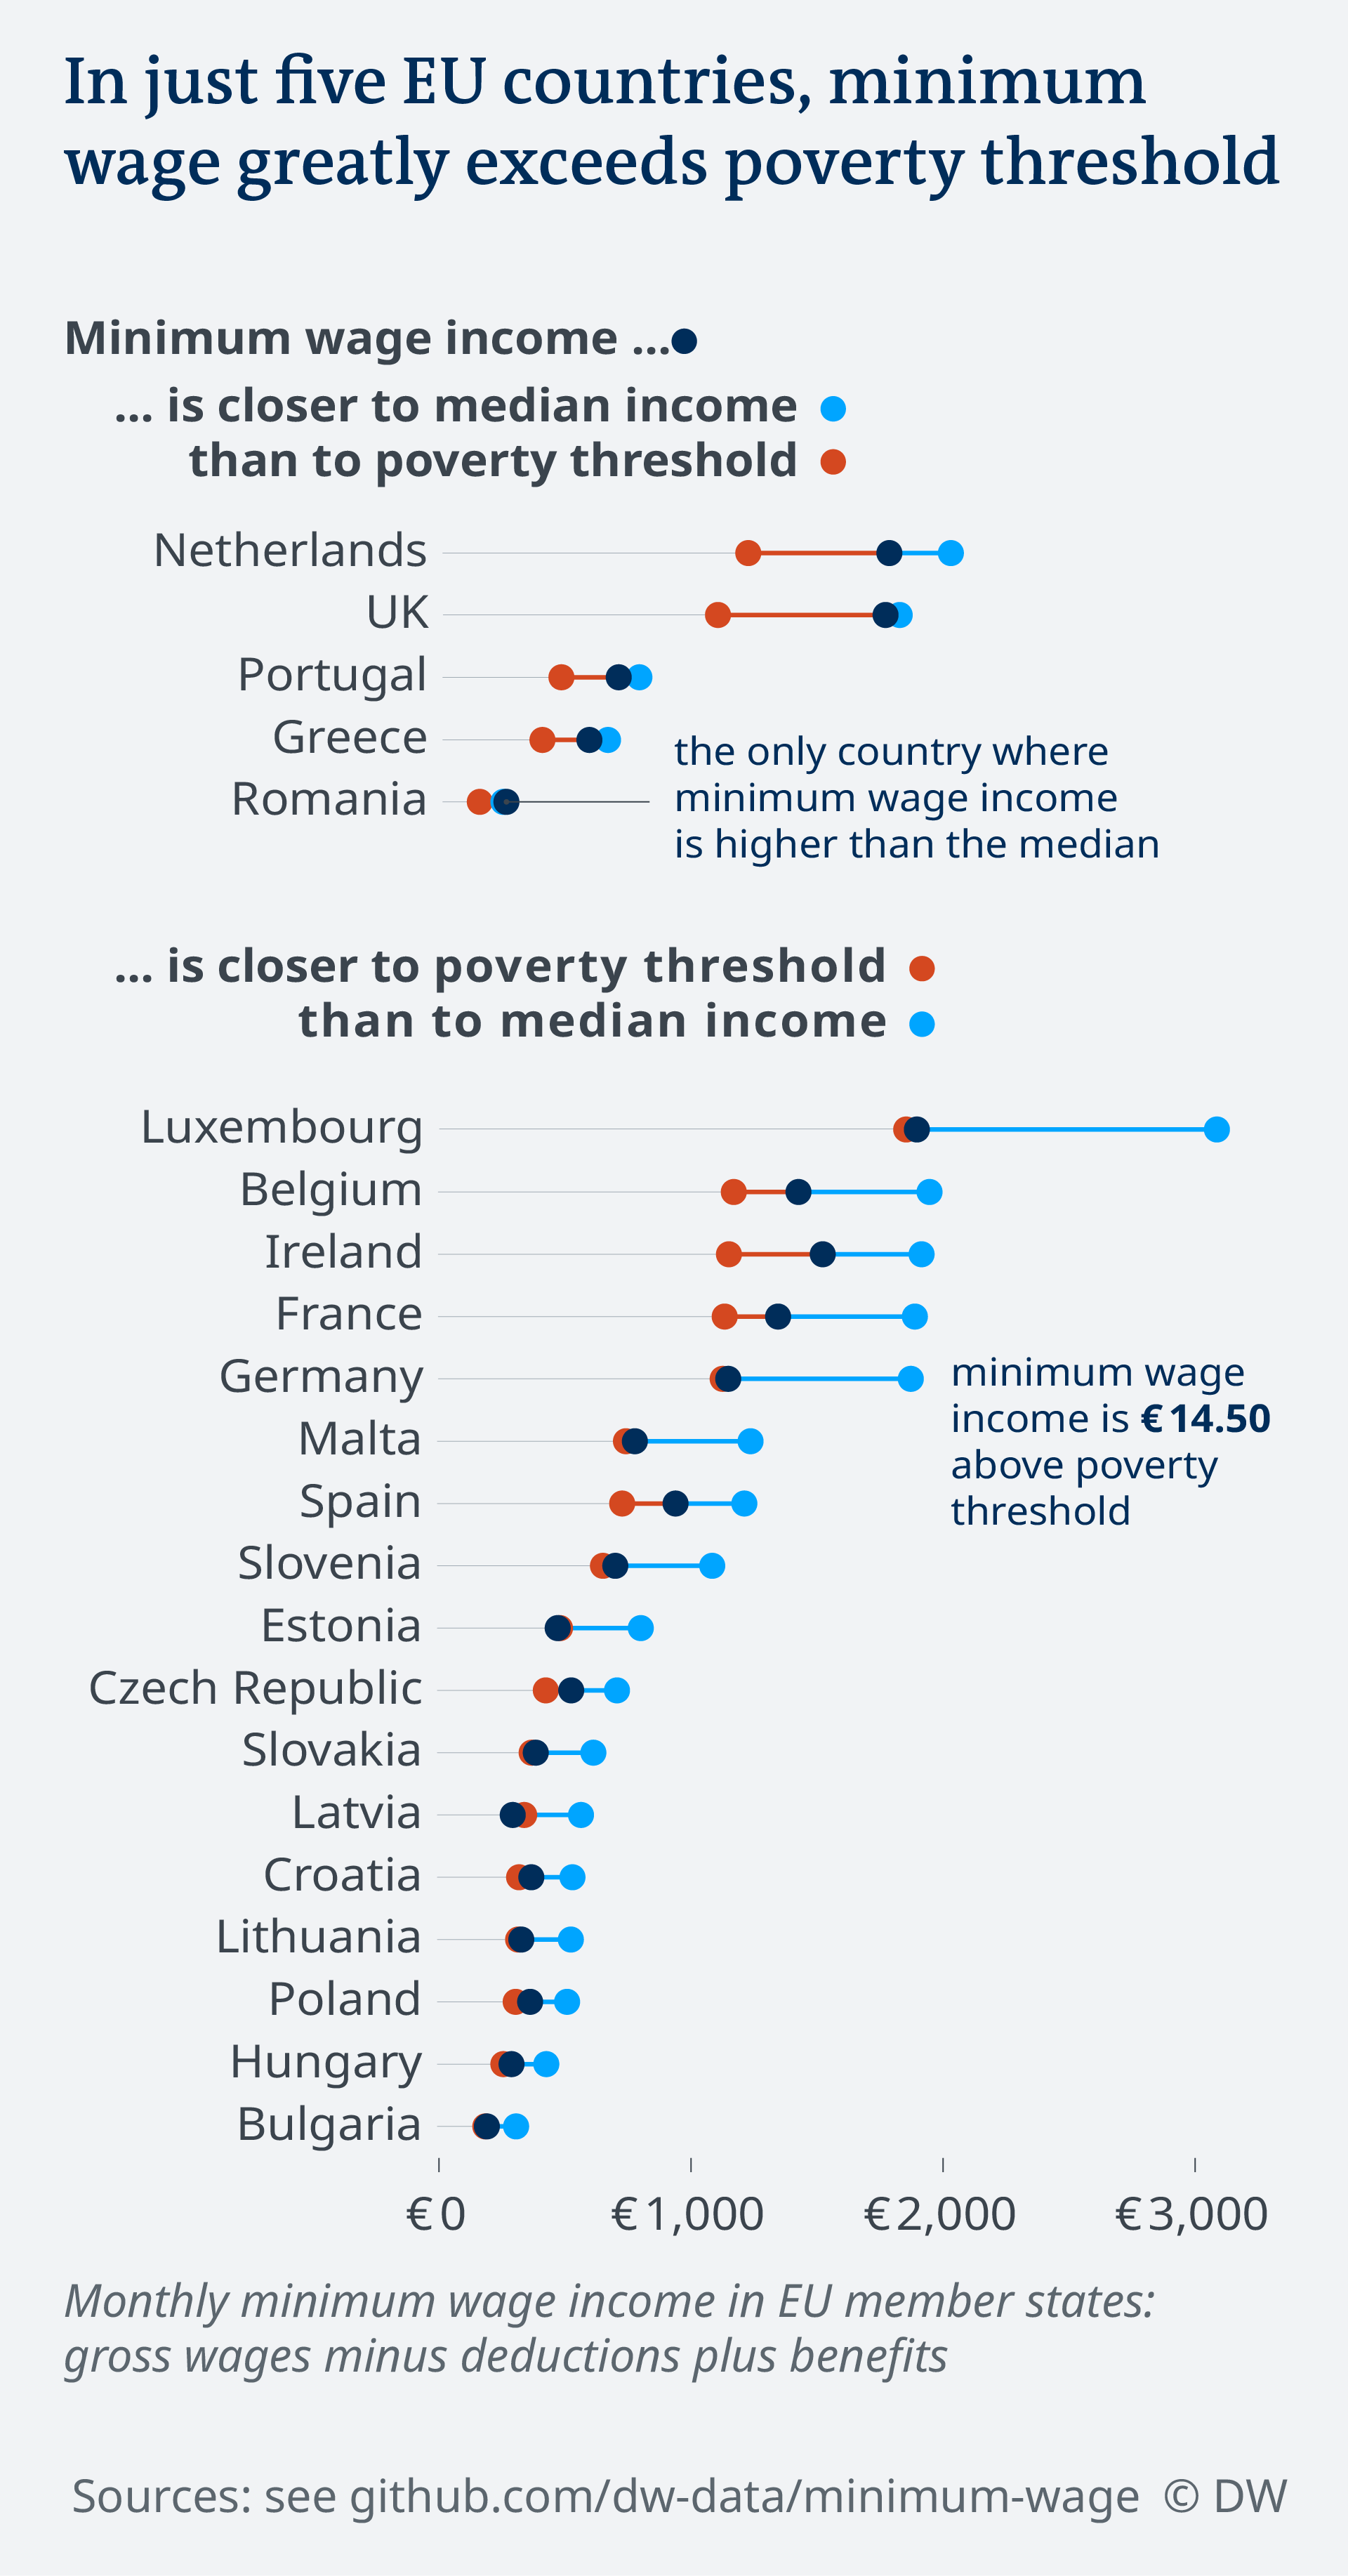 In just five EU countries, minimum
wage greatly exceeds poverty threshold
Minimum wage income ...
... is closer to median income
than to poverty threshold
Netherlands
UK
Portugal
Greece
Romania
the only country where
minimum wage income
is higher than the median
... is closer to poverty threshold
than to median income
Luxembourg
Belgium
Ireland
France
Germany
minimum wage
income is € 14.50
above poverty
threshold
Malta
Spain
Slovenia
Estonia
Czech Republic
Slovakia
Latvia
Croatia
Lithuania
Poland
Hungary
Bulgaria
€ 0 € 1,000 € 2,000 € 3,000
Monthly minimum wage income in EU member states:
gross wages minus deductions plus benefits
Sources: see github.com/dw-data/minimum-wage © DW